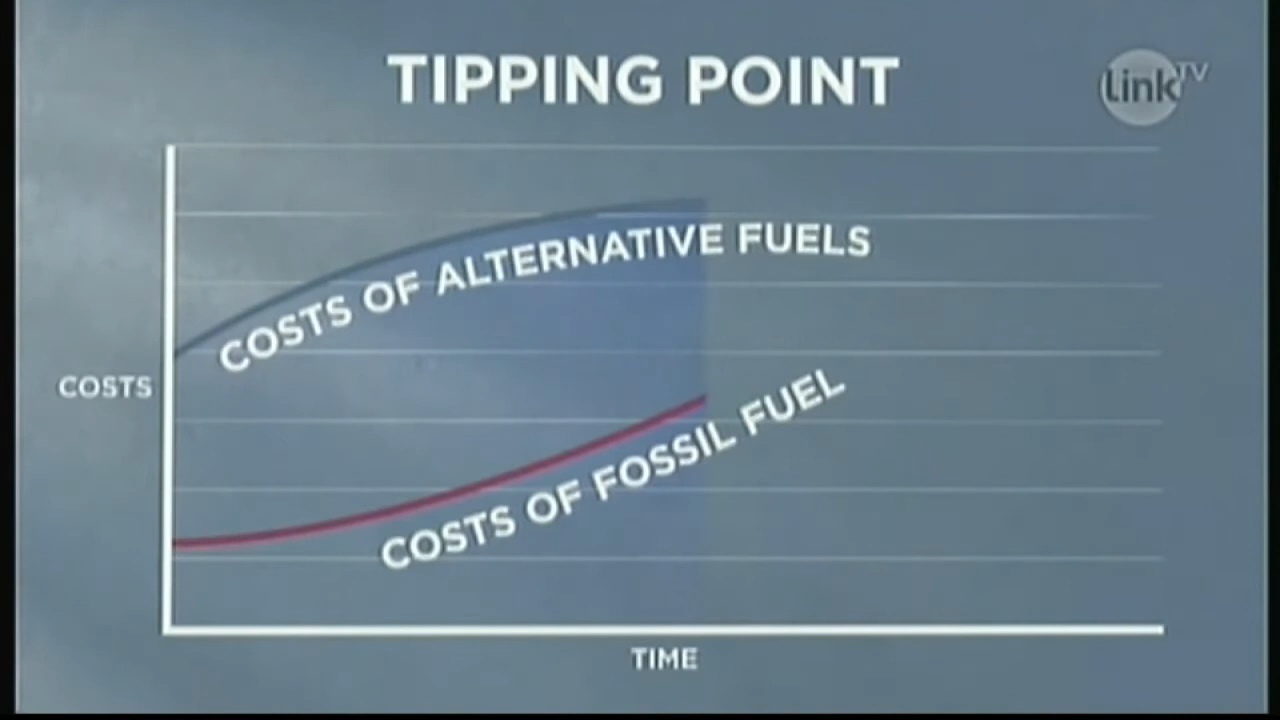 TIPPING POINT
link TV
COSTS OF ALTERNATIVE FUELS
COSTS
COSTS OF FOSSIL FUEL
TIME